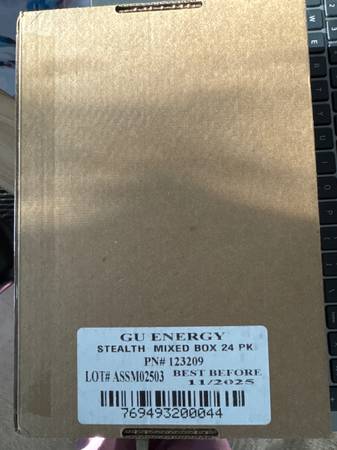 GU ENERGY
STEALTH MIXED BOX 24 PK
PN# 123209
LOT# ASSM02503 BEST BEFORE
11/2025
769493200044